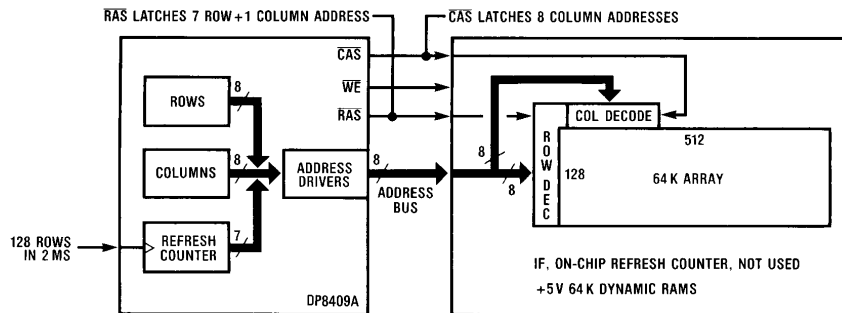 RAS LATCHES 7 ROW+1 COLUMN ADDRESS
CAS LATCHES 8 COLUMN ADDRESSES
CAS
WE
RAS
ROWS
8
COLUMNS
8
REFRESH
COUNTER
7
128 ROWS
IN 2 MS
ADDRESS
DRIVERS
8
ADDRESS
BUS
DP8409A
8
8
COL DECODE
ROW DEC
512
128
64K ARRAY
IF, ON-CHIP REFRESH COUNTER, NOT USED
+5V 64K DYNAMIC RAMS